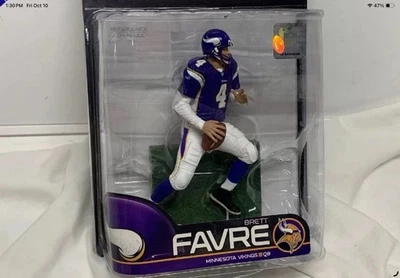 1:30 PM Fri Oct 10
47%
4
BRETT
FAVRE
MINNESOTA VIKINGS QB